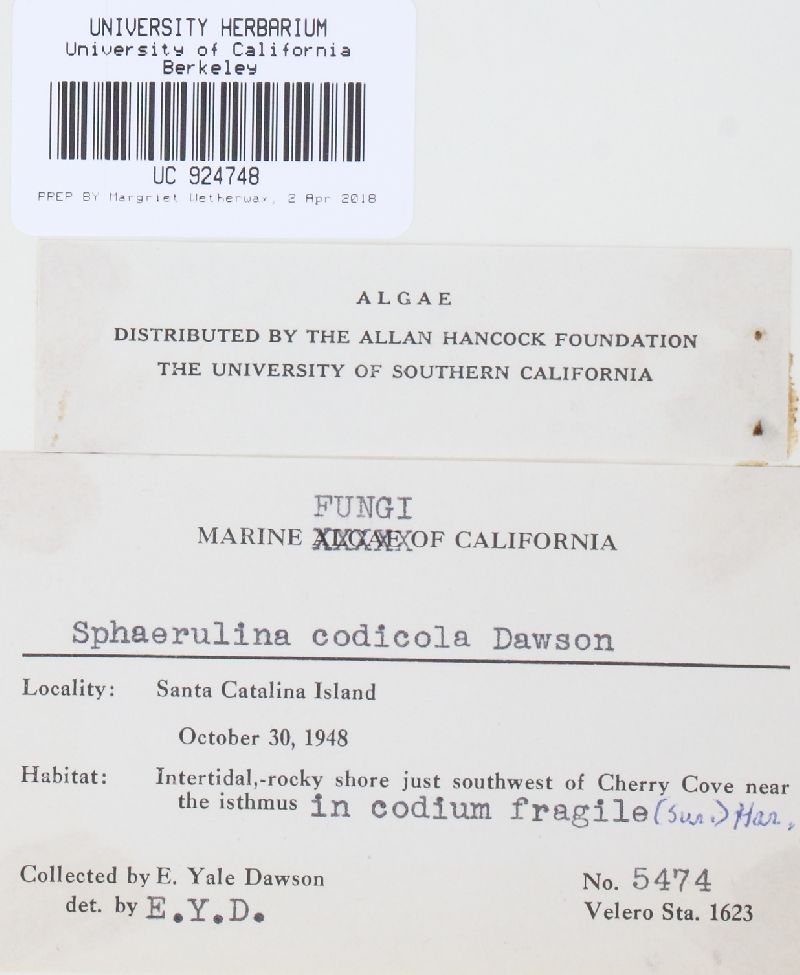 UNIVERSITY HERBARIUM
University of California
Berkeley
UC 924748
PREP BY Margriet Wetherwax, 2 Apr 2018
ALGAE
DISTRIBUTED BY THE ALLAN HANCOCK FOUNDATION
THE UNIVERSITY OF SOUTHERN CALIFORNIA
FUNGI
MARINE ALGAE OF CALIFORNIA
Sphaerulina codicola Dawson
Locality: Santa Catalina Island
October 30, 1948
Habitat: Intertidal,-rocky shore just southwest of Cherry Cove near
the isthmus in codium fragile (Sur.) Har.
Collected by E. Yale Dawson No. 5474
det. by E.Y.D. Velero Sta. 1623